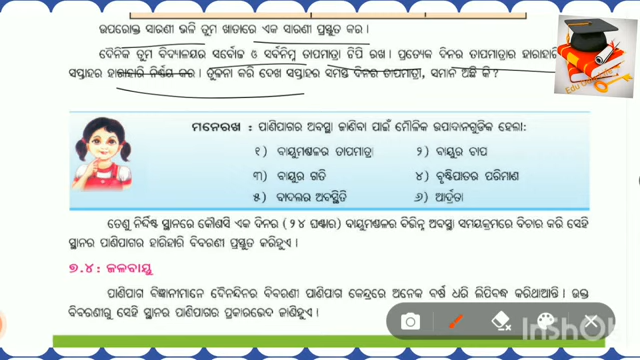 ଉପରୋକ୍ତ ସାରଣୀ ଭଳି ତୁମ ଖାତାରେ ଏକ ସାରଣୀ ପ୍ରସ୍ତୁତ କର ।
ଦୈନିକ ତୁମ ବିଦ୍ୟାଳୟର ସର୍ବୋଚ୍ଚ ଓ ସର୍ବନିମ୍ନ ତାପମାତ୍ରା ଟିପି ରଖ । ପ୍ରତ୍ୟେକ ଦିନର ତାପମାତ୍ରାର ହାରାହାରି
ସପ୍ତାହର ହାରାହାରି ନିର୍ଣ୍ଣୟ କର । ତୁଳନା କରି ଦେଖ ସପ୍ତାହର ସମସ୍ତ ଦିନର ତାପମାତ୍ରା, ସମାନ ଅଛି କି ?
Edu
ମନେରଖ : ପାଣିପାଗର ଅବସ୍ଥା ଜାଣିବା ପାଇଁ ମୌଳିକ ଉପାଦାନଗୁଡ଼ିକ ହେଲା:
୧) ବାୟୁମଣ୍ଡଳର ତାପମାତ୍ରା ୨) ବାୟୁର ଚାପ
୩) ବାୟୁର ଗତି ୪) ବୃଷ୍ଟିପାତର ପରିମାଣ
୫) ବାଦଲର ଅବସ୍ଥିତି ୬) ଆର୍ଦ୍ରତା
ତେଣୁ ନିର୍ଦ୍ଦିଷ୍ଟ ସ୍ଥାନରେ କୌଣସି ଏକ ଦିନର (୨୪ ଘଣ୍ଟାର) ବାୟୁମଣ୍ଡଳର ବିଭିନ୍ନ ଅବସ୍ଥା ସମୟକ୍ରମରେ ବିଚାର କରି ସେହି
ସ୍ଥାନର ପାଣିପାଗର ହାରିହାରି ବିବରଣୀ ପ୍ରସ୍ତୁତ କରିହୁଏ ।
୭.୪ : ଜଳବାୟୁ
ପାଣିପାଗ ବିଜ୍ଞାନୀମାନେ ଦୈନନ୍ଦିନର ବିବରଣୀ ପାଣିପାଗ କେନ୍ଦ୍ରରେ ଅନେକ ବର୍ଷ ଧରି ଲିପିବଦ୍ଧ କରିଥାଆନ୍ତି । ଉକ୍ତ
ବିବରଣୀରୁ ସେହି ସ୍ଥାନର ପାଣିପାଗର ପ୍ରକାରଭେଦ ଜାଣିହୁଏ ।
InShOt